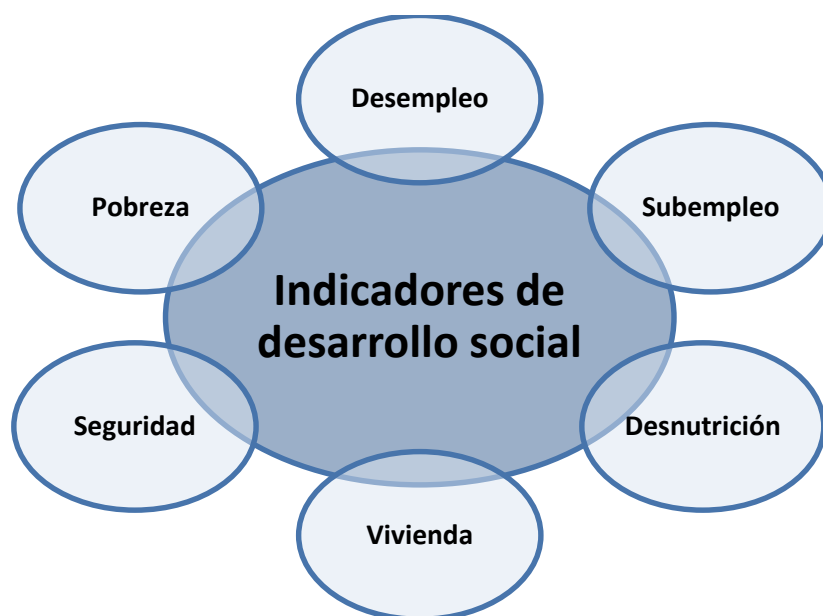 Desempleo
Pobreza
Subempleo
Indicadores de
desarrollo social
Seguridad
Desnutrición
Vivienda